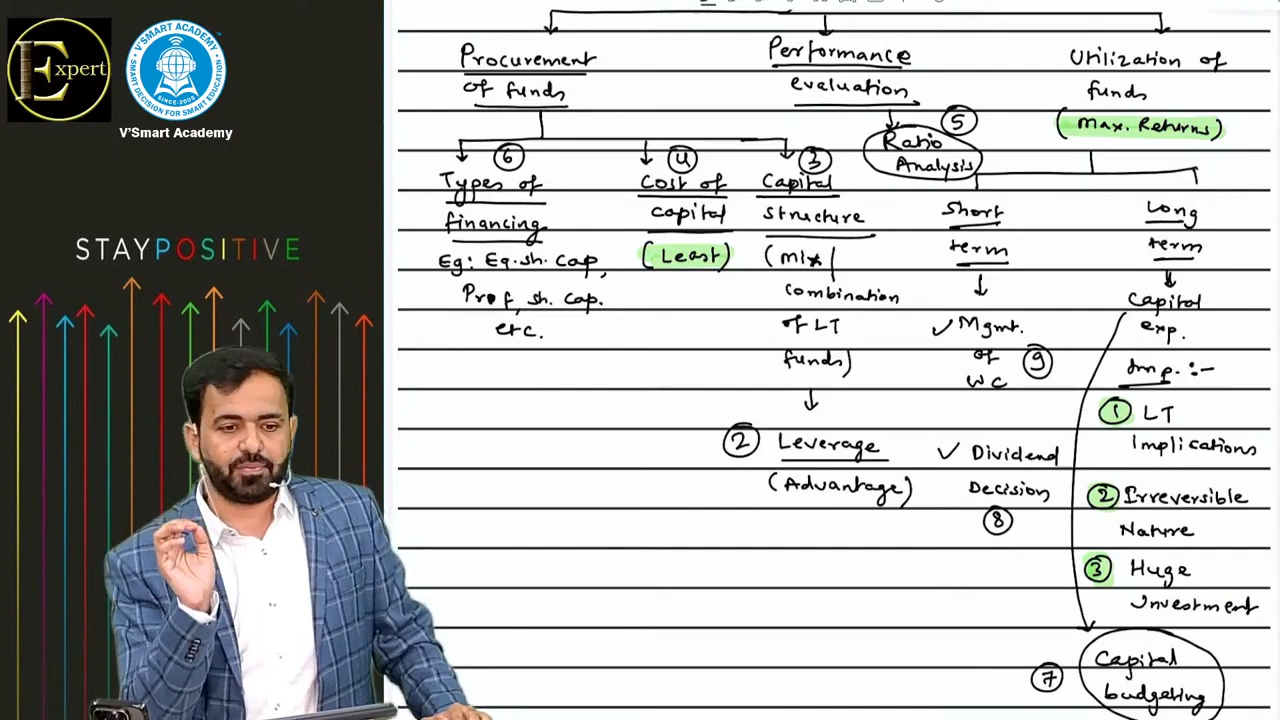 Expert
V'SMART ACADEMY
SMART DECISION FOR SMART EDUCATION
SINCE-2005
V'Smart Academy
STAYPOSITIVE
Procurement
of funds
Performance
evaluation
Utilization of
funds
(Max. Returns)
5
Ratio
Analysis
6
Types of
financing
Eg: Eq. sh. cap,
Pref. sh. cap.
etc.
4
Cost of
capital
(Least)
3
Capital
structure
(mix/
combination
of LT
funds)
2 Leverage
(Advantage)
Short
term
✓ Mgmt.
of
WC
9
✓ Dividend
Decision
8
Long
term
Capital
exp.
Imp. :-
1 LT
Implications
2 Irreversible
Nature
3 Huge
Investment
7
Capital
budgeting